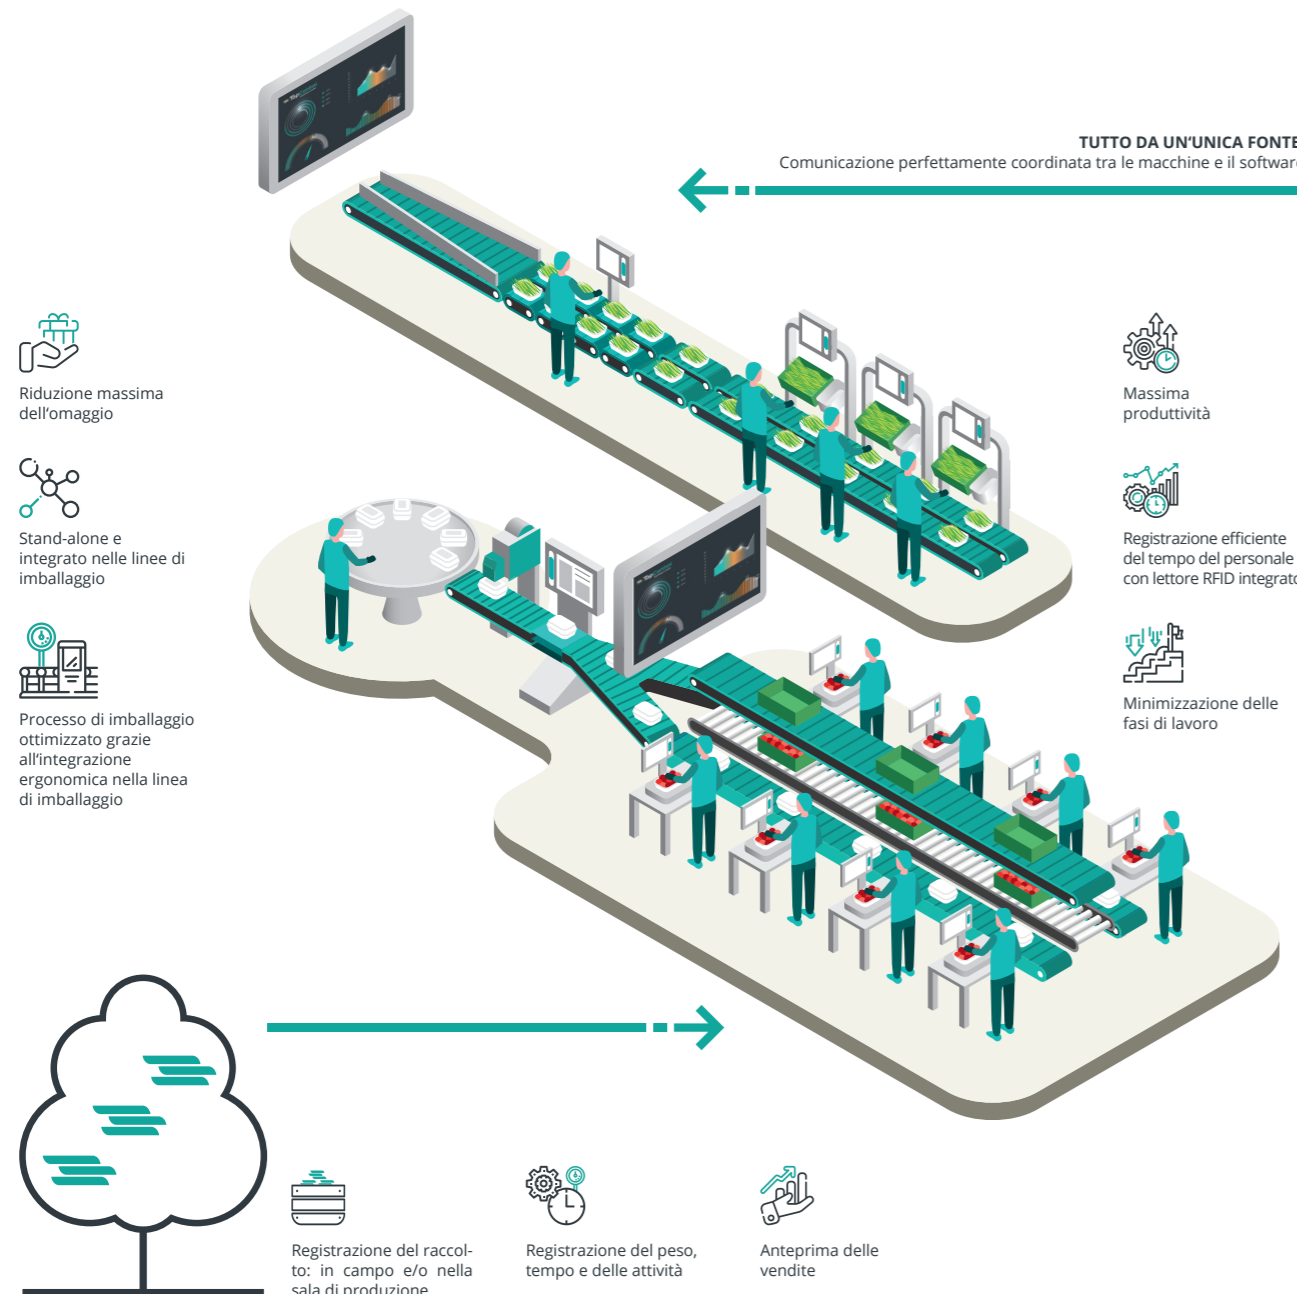 TUTTO DA UN'UNICA FONTE
Comunicazione perfettamente coordinata tra le macchine e il software
Riduzione massima
dell'omaggio
Stand-alone e
integrato nelle linee di
imballaggio
Processo di imballaggio
ottimizzato grazie
all'integrazione
ergonomica nella linea
di imballaggio
Massima
produttività
Registrazione efficiente
del tempo del personale
con lettore RFID integrato
Minimizzazione delle
fasi di lavoro
Registrazione del raccol-
to: in campo e/o nella
sala di produzione
Registrazione del peso,
tempo e delle attività
Anteprima delle
vendite